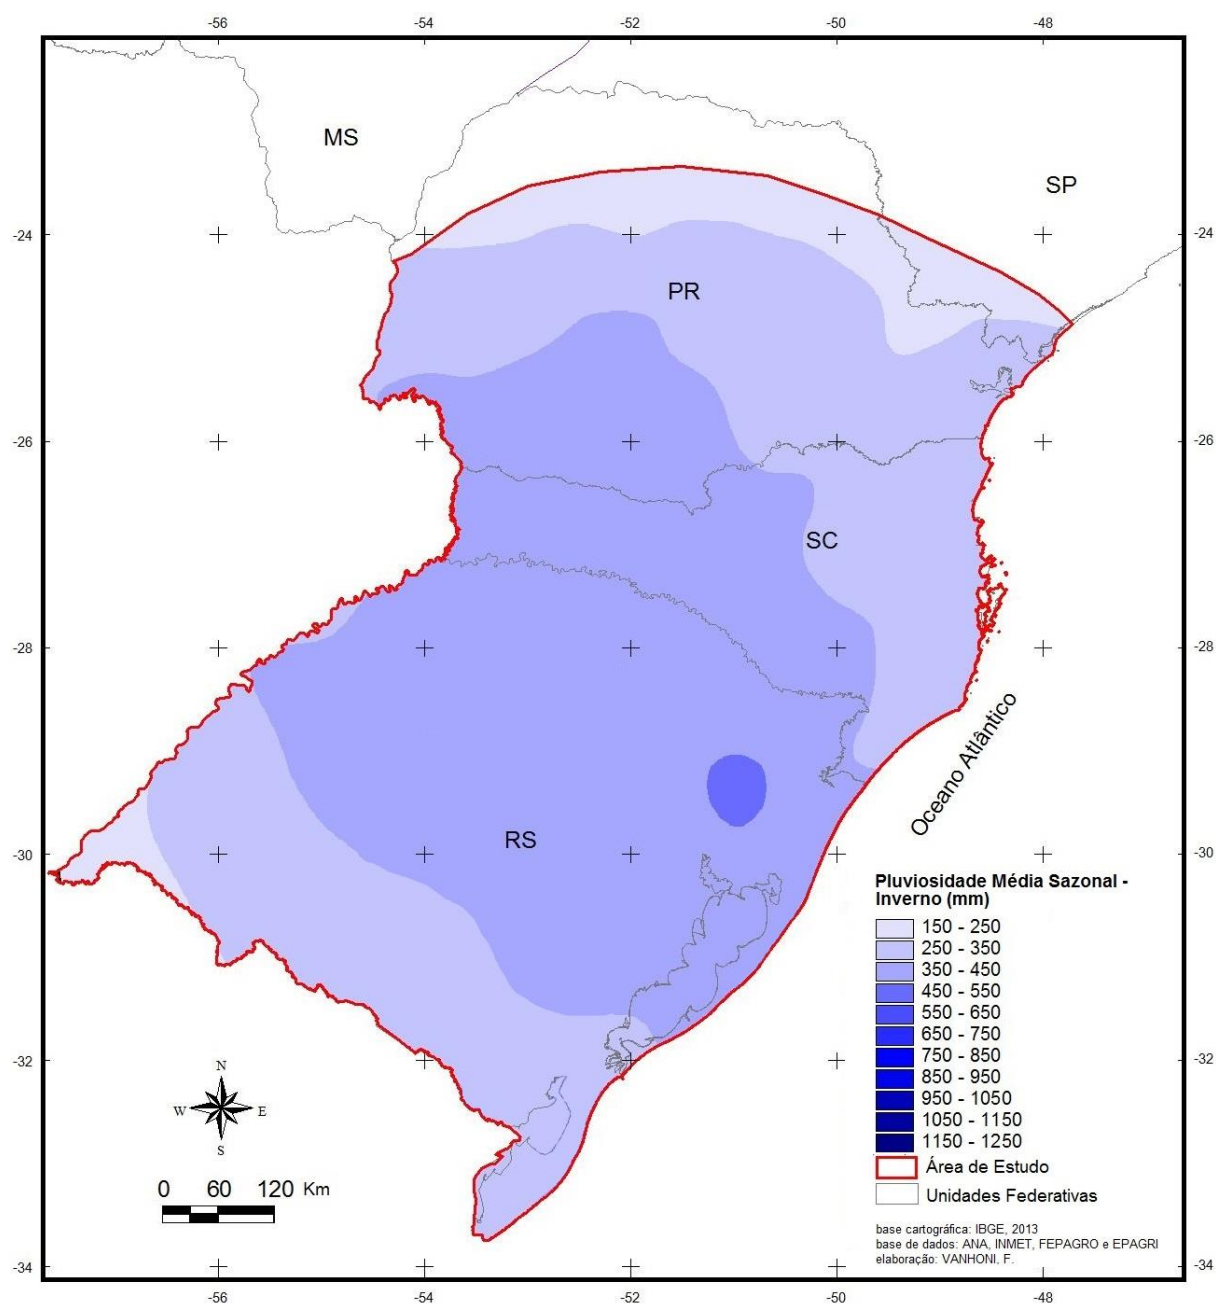 -56 -54 -52 -50 -48
MS
SP
-24 -24
PR
-26 -26
SC
-28 -28
Oceano Atlântico
RS
-30 -30
Pluviosidade Média Sazonal -
Inverno (mm)
150 - 250
250 - 350
350 - 450
450 - 550
550 - 650
650 - 750
750 - 850
850 - 950
950 - 1050
1050 - 1150
1150 - 1250
Área de Estudo
Unidades Federativas
-32 -32
N
W E
S
0 60 120 Km
base cartográfica: IBGE, 2013
base de dados: ANA, INMET, FEPAGRO e EPAGRI
elaboração: VANHONI, F.
-34 -34
-56 -54 -52 -50 -48